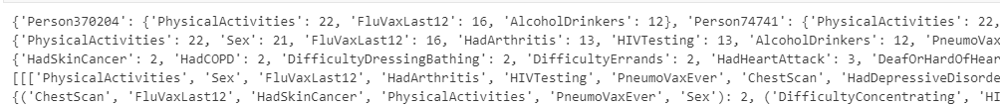 {'Person370204': {'PhysicalActivities': 22, 'FluVaxLast12': 16, 'AlcoholDrinkers': 12}, 'Person74741': {'PhysicalActivities': 22,
{'PhysicalActivities': 22, 'Sex': 21, 'FluVaxLast12': 16, 'HadArthritis': 13, 'HIVTesting': 13, 'AlcoholDrinkers': 12, 'PneumoVax
{'HadSkinCancer': 2, 'HadCOPD': 2, 'DifficultyDressingBathing': 2, 'DifficultyErrands': 2, 'HadHeartAttack': 3, 'DeafOrHardOfHear
[[['PhysicalActivities', 'Sex', 'FluVaxLast12', 'HadArthritis', 'HIVTesting', 'PneumoVaxEver', 'ChestScan', 'HadDepressiveDisorde
{('ChestScan', 'FluVaxLast12', 'HadSkinCancer', 'PhysicalActivities', 'PneumoVaxEver', 'Sex'): 2, ('DifficultyConcentrating', 'HI